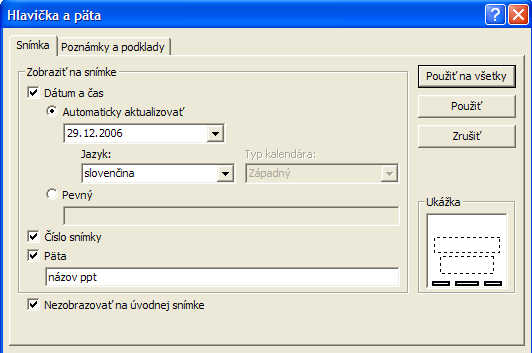 Hlavička a päta
Snímka
Poznámky a podklady
Zobraziť na snímke
Dátum a čas
Automaticky aktualizovať
29.12.2006
Jazyk:
Typ kalendára:
slovenčina
Západný
Pevný
Číslo snímky
Päta
názov ppt
Nezobrazovať na úvodnej snímke
Použiť na všetky
Použiť
Zrušiť
Ukážka